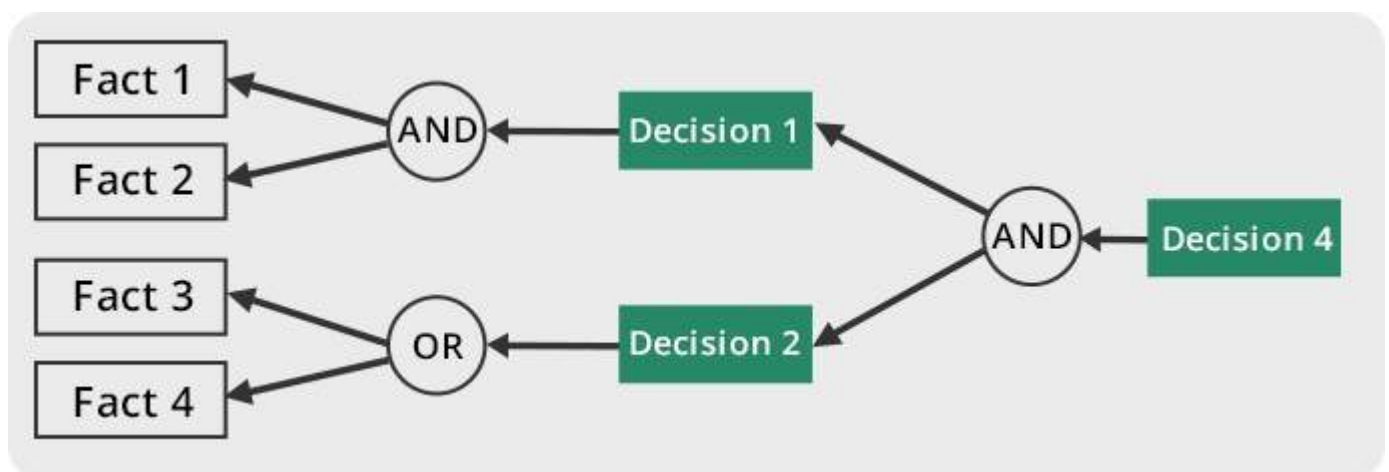 Fact 1
Fact 2
AND
Decision 1
Fact 3
Fact 4
OR
Decision 2
AND
Decision 4